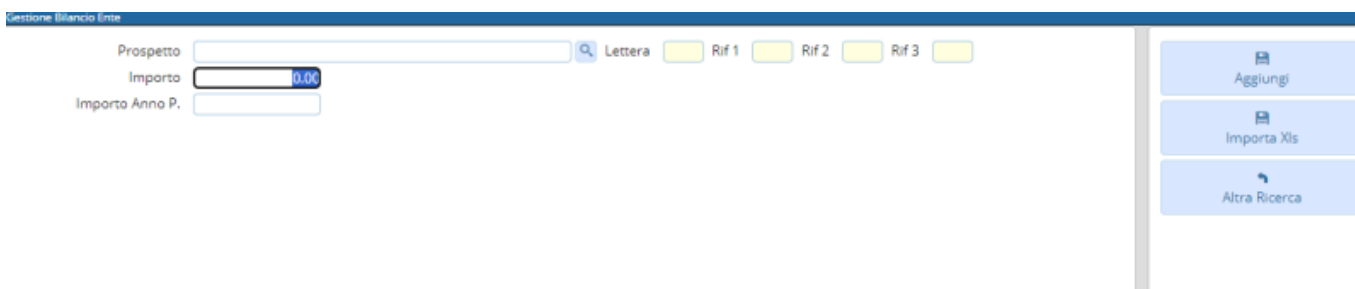 Gestione Bilancio Ente
Prospetto Lettera Rif 1 Rif 2 Rif 3
Importo 0.00
Importo Anno P.
Aggiungi
Importa Xls
Altra Ricerca